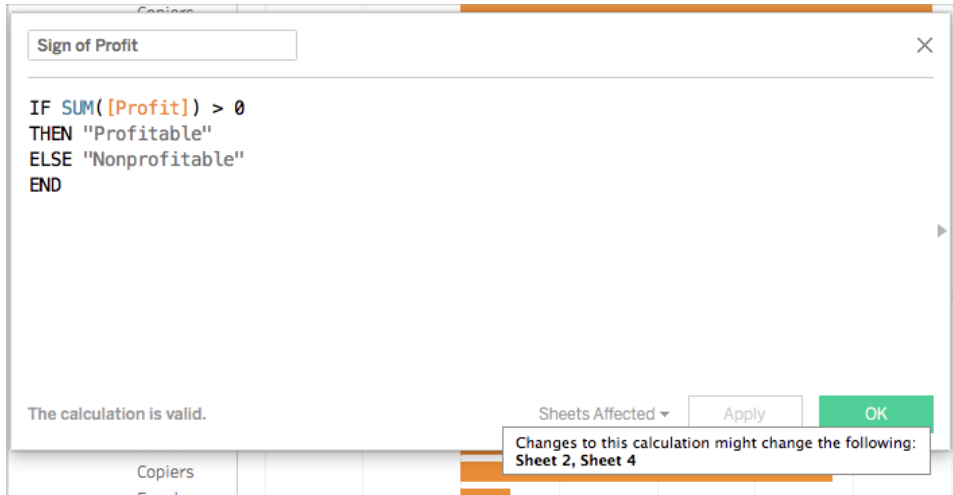 Copiers
Sign of Profit
IF SUM([Profit]) > 0
THEN "Profitable"
ELSE "Nonprofitable"
END
The calculation is valid.
Sheets Affected
Apply
OK
Changes to this calculation might change the following:
Sheet 2, Sheet 4
Copiers